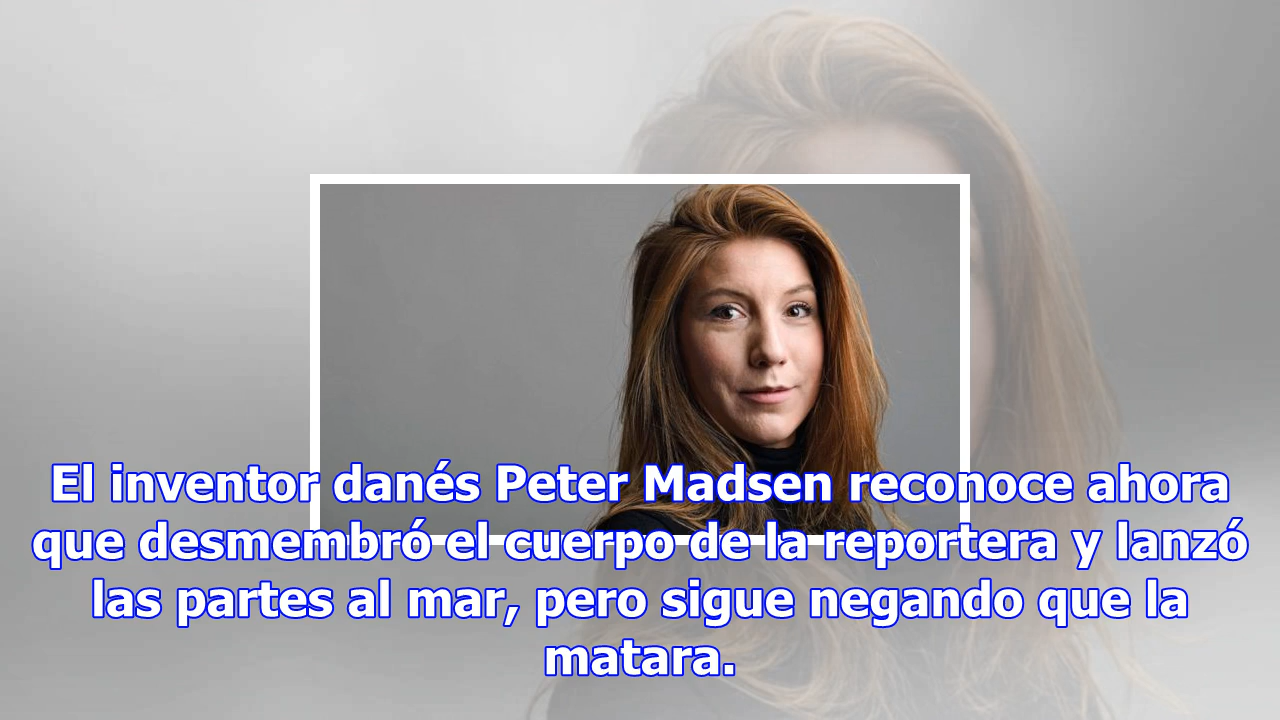 El inventor danés Peter Madsen reconoce ahora
que desmembró el cuerpo de la reportera y lanzó
las partes al mar, pero sigue negando que la
matara.